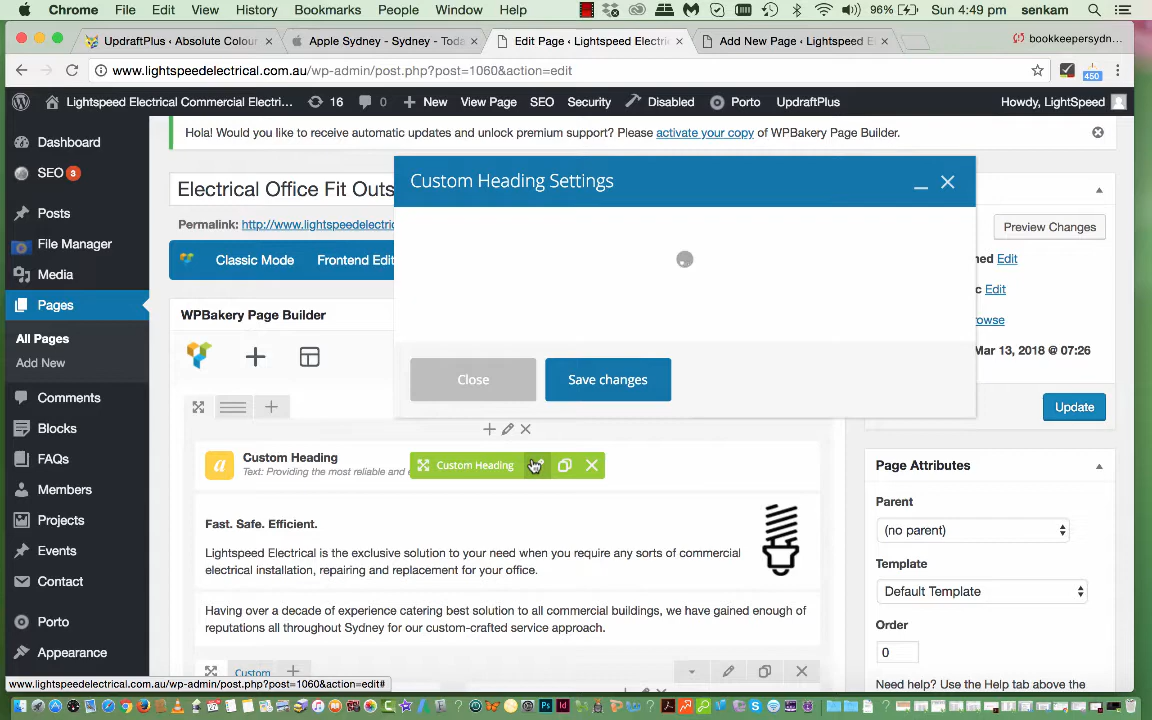 Chrome File Edit View History Bookmarks People Window Help 96% Sun 4:49 pm senkam
UpdraftPlus ‹ Absolute Colour Apple Sydney - Sydney - Toda Edit Page ‹ Lightspeed Electric Add New Page ‹ Lightspeed E bookkeepersydn...
www.lightspeedelectrical.com.au/wp-admin/post.php?post=1060&action=edit 450
Lightspeed Electrical Commercial Electri... 16 0 New View Page SEO Security Disabled Porto UpdraftPlus Howdy, LightSpeed
Hola! Would you like to receive automatic updates and unlock premium support? Please activate your copy of WPBakery Page Builder.
Dashboard
SEO 3
Posts
File Manager
Media
Pages
All Pages
Add New
Comments
Blocks
FAQs
Members
Projects
Events
Contact
Porto
Appearance
Electrical Office Fit Outs
Permalink: http://www.lightspeedelectric
Classic Mode Frontend Edit
WPBakery Page Builder
Custom Heading Settings
Close Save changes
Custom Heading
Text: Providing the most reliable and
Custom Heading
Fast. Safe. Efficient.
Lightspeed Electrical is the exclusive solution to your need when you require any sorts of commercial
electrical installation, repairing and replacement for your office.
Having over a decade of experience catering best solution to all commercial buildings, we have gained enough of
reputations all throughout Sydney for our custom-crafted service approach.
Custom
Preview Changes
ned Edit
c Edit
owse
Mar 13, 2018 @ 07:26
Update
Page Attributes
Parent
(no parent)
Template
Default Template
Order
0
Need help? Use the Help tab above the
www.lightspeedelectrical.com.au/wp-admin/post.php?post=1060&action=edit#